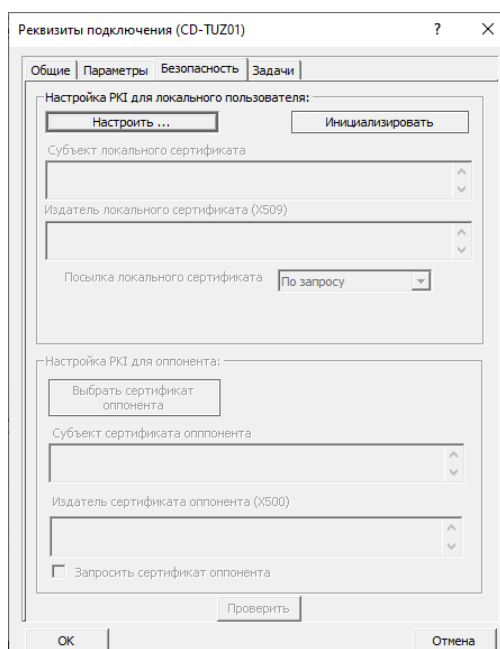 Реквизиты подключения (CD-TUZ01) ? ×
Общие Параметры Безопасность Задачи
Настройка PKI для локального пользователя:
Настроить ... Инициализировать
Субъект локального сертификата
Издатель локального сертификата (X509)
Посылка локального сертификата По запросу
Настройка PKI для оппонента:
Выбрать сертификат
оппонента
Субъект сертификата опппонента
Издатель сертификата оппонента (X500)
Запросить сертификат оппонента
Проверить
OK Отмена